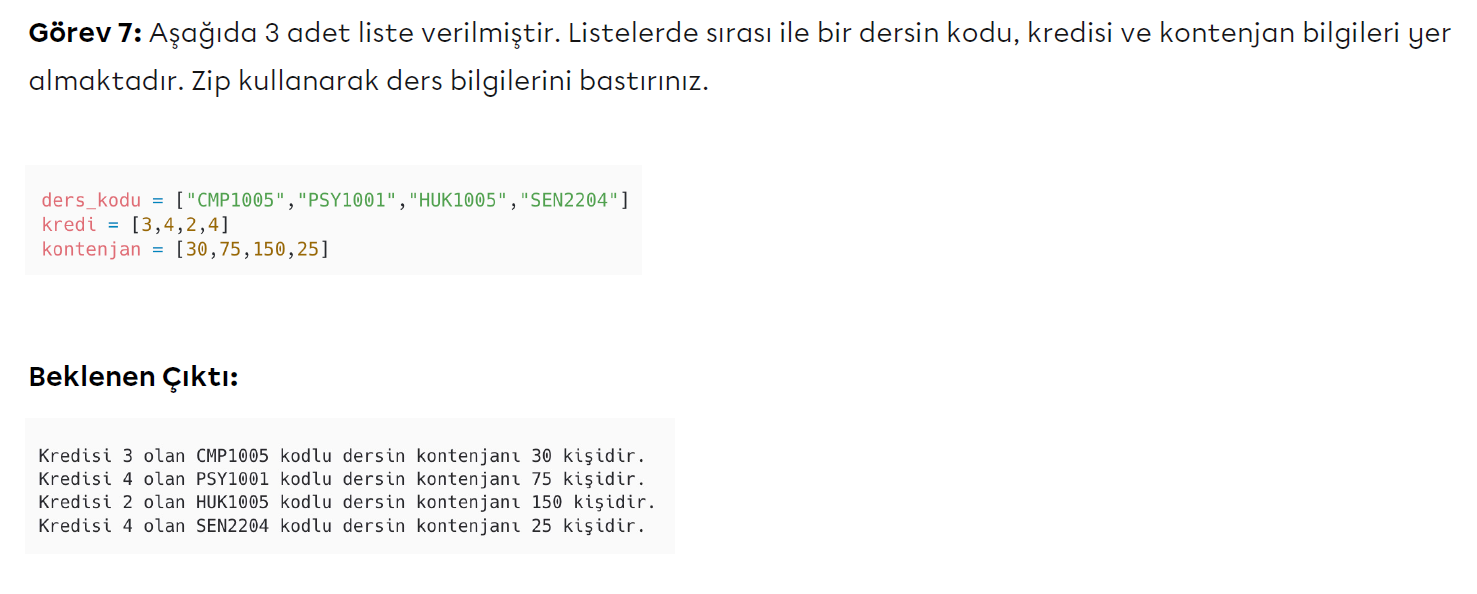 Görev 7: Aşağıda 3 adet liste verilmiştir. Listelerde sırası ile bir dersin kodu, kredisi ve kontenjan bilgileri yer
almaktadır. Zip kullanarak ders bilgilerini bastırınız.
ders_kodu = ["CMP1005","PSY1001","HUK1005","SEN2204"]
kredi = [3,4,2,4]
kontenjan = [30,75,150,25]
Beklenen Çıktı:
Kredisi 3 olan CMP1005 kodlu dersin kontenjanı 30 kişidir.
Kredisi 4 olan PSY1001 kodlu dersin kontenjanı 75 kişidir.
Kredisi 2 olan HUK1005 kodlu dersin kontenjanı 150 kişidir.
Kredisi 4 olan SEN2204 kodlu dersin kontenjanı 25 kişidir.